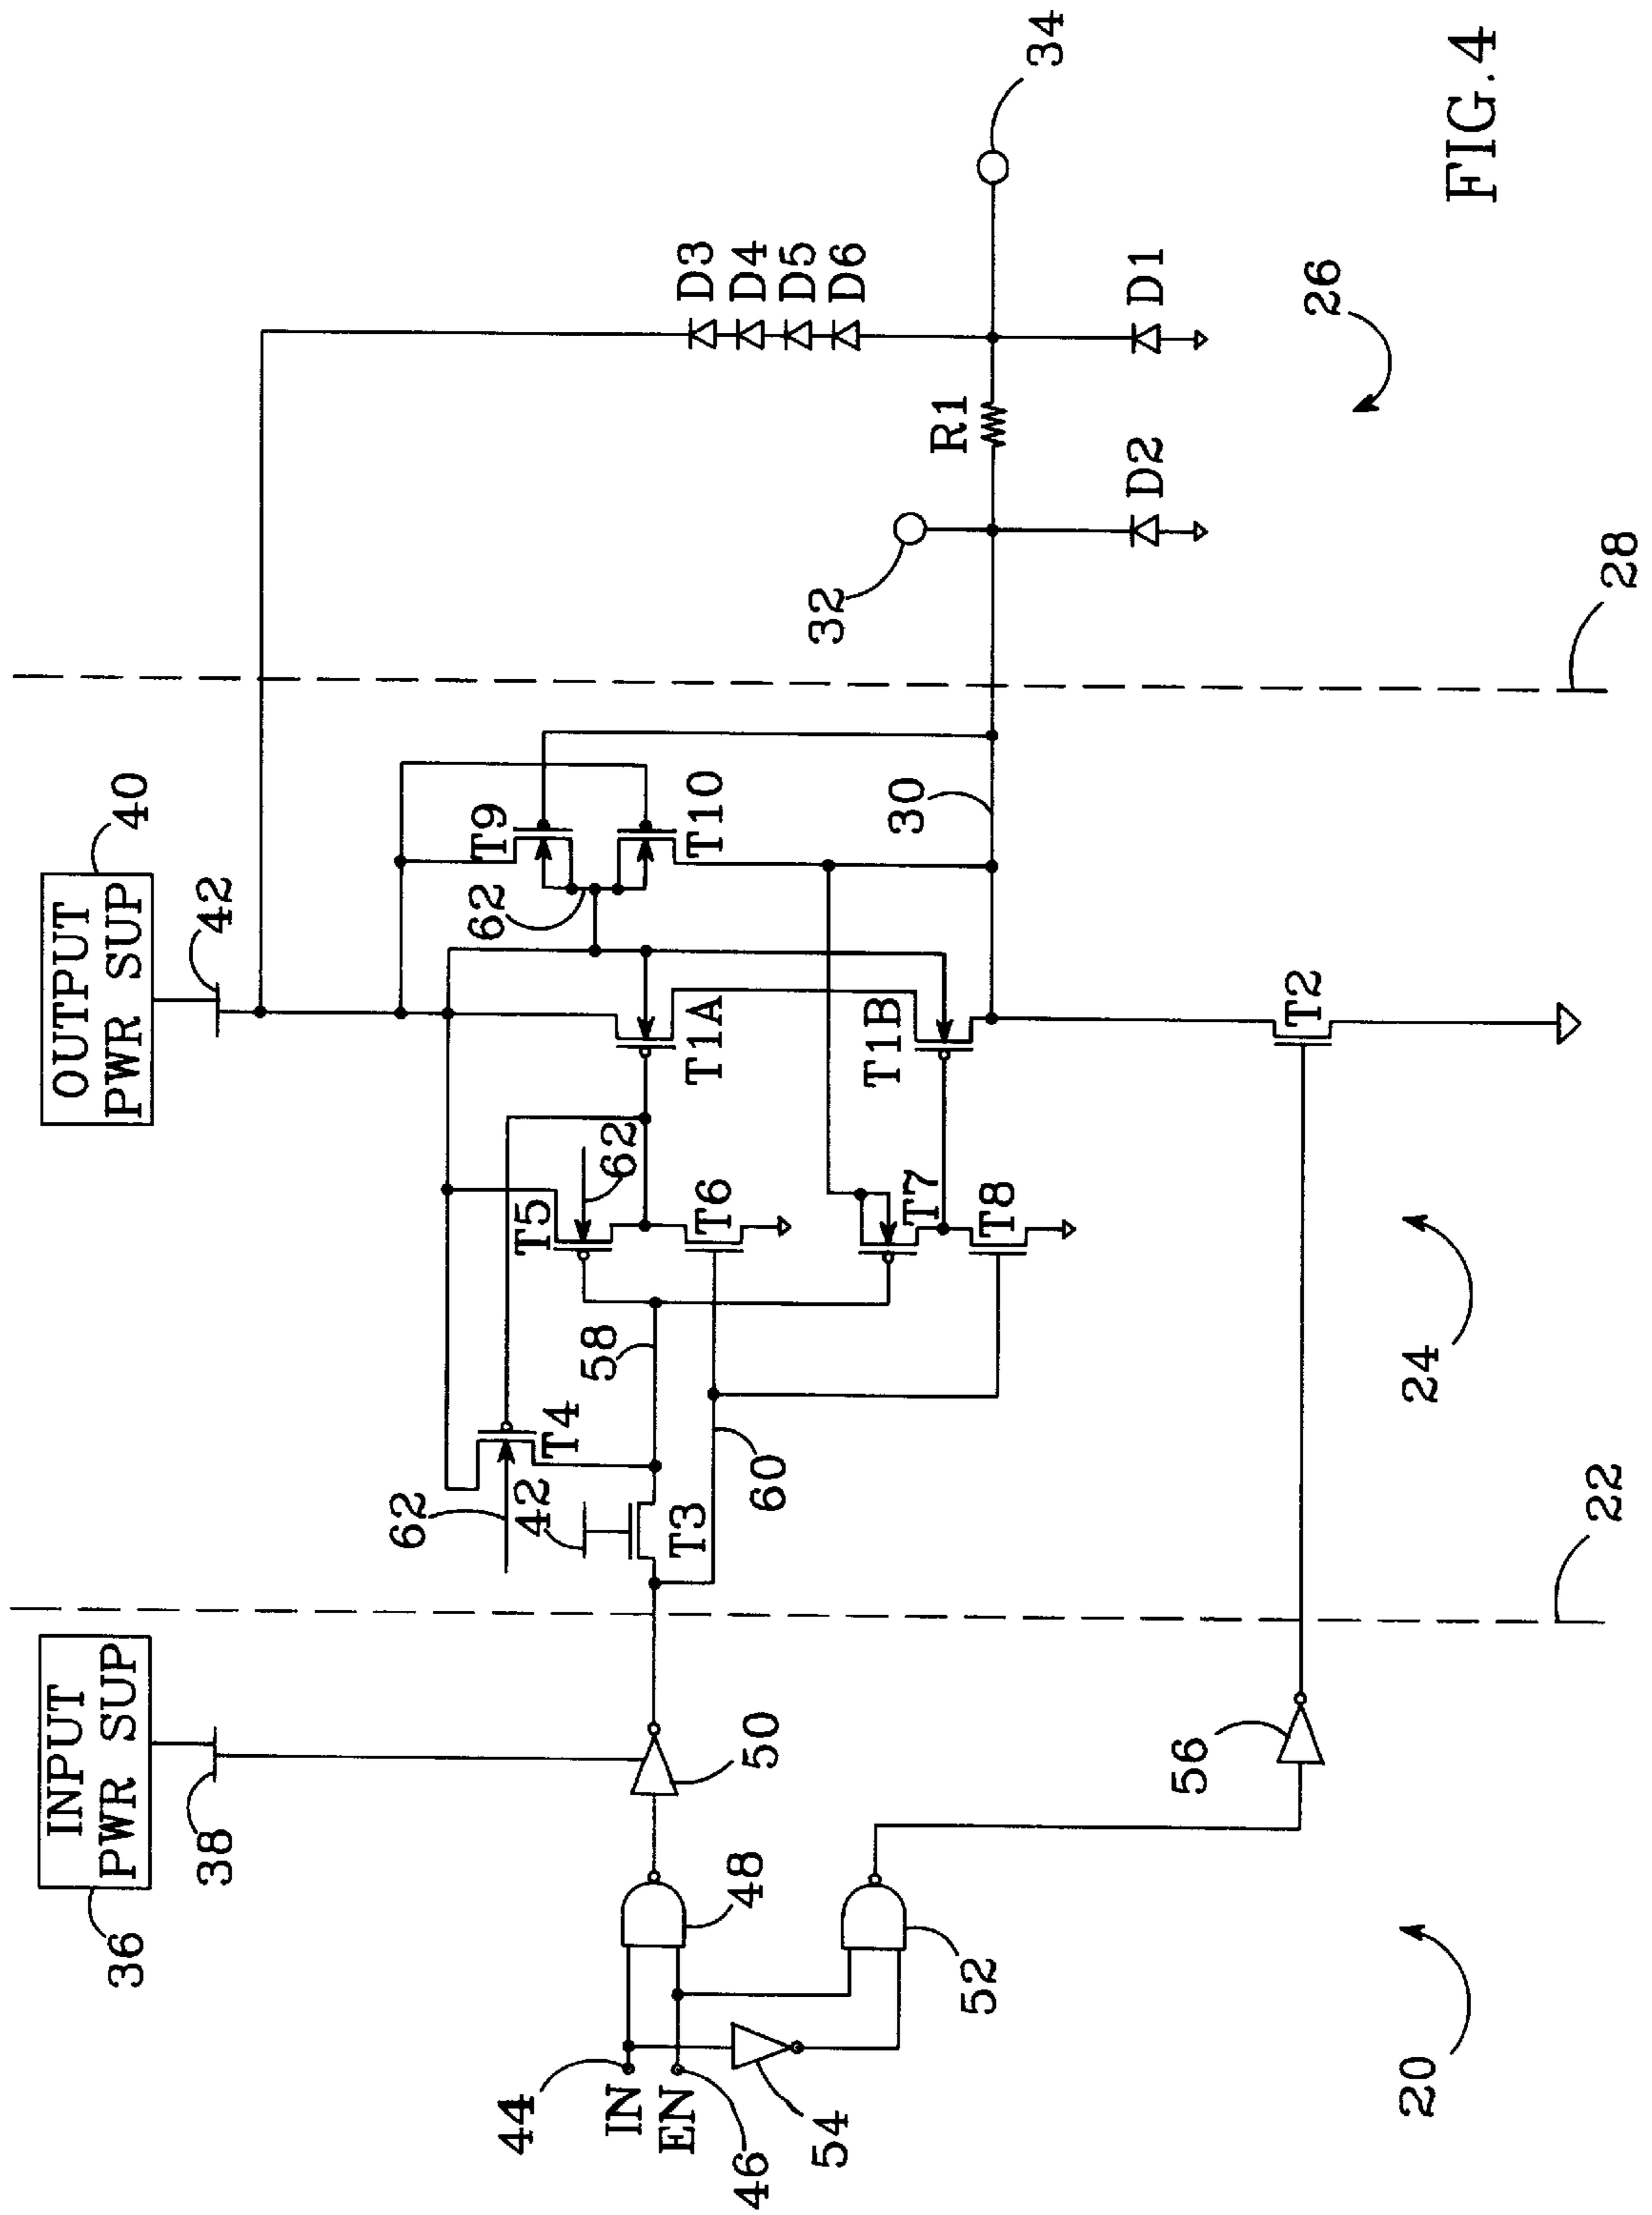 OUTPUT
PWR SUP
40
42
INPUT
PWR SUP
36
38
T9
62
T10
D3
D4
D5
D6
34
T5
62
T1A
T6
T4
62
42
58
T3
60
50
48
44
IN
EN
46
54
52
32
30
R1
T1B
T7
T8
D2
D1
T2
56
26
24
20
28
22
FIG.4